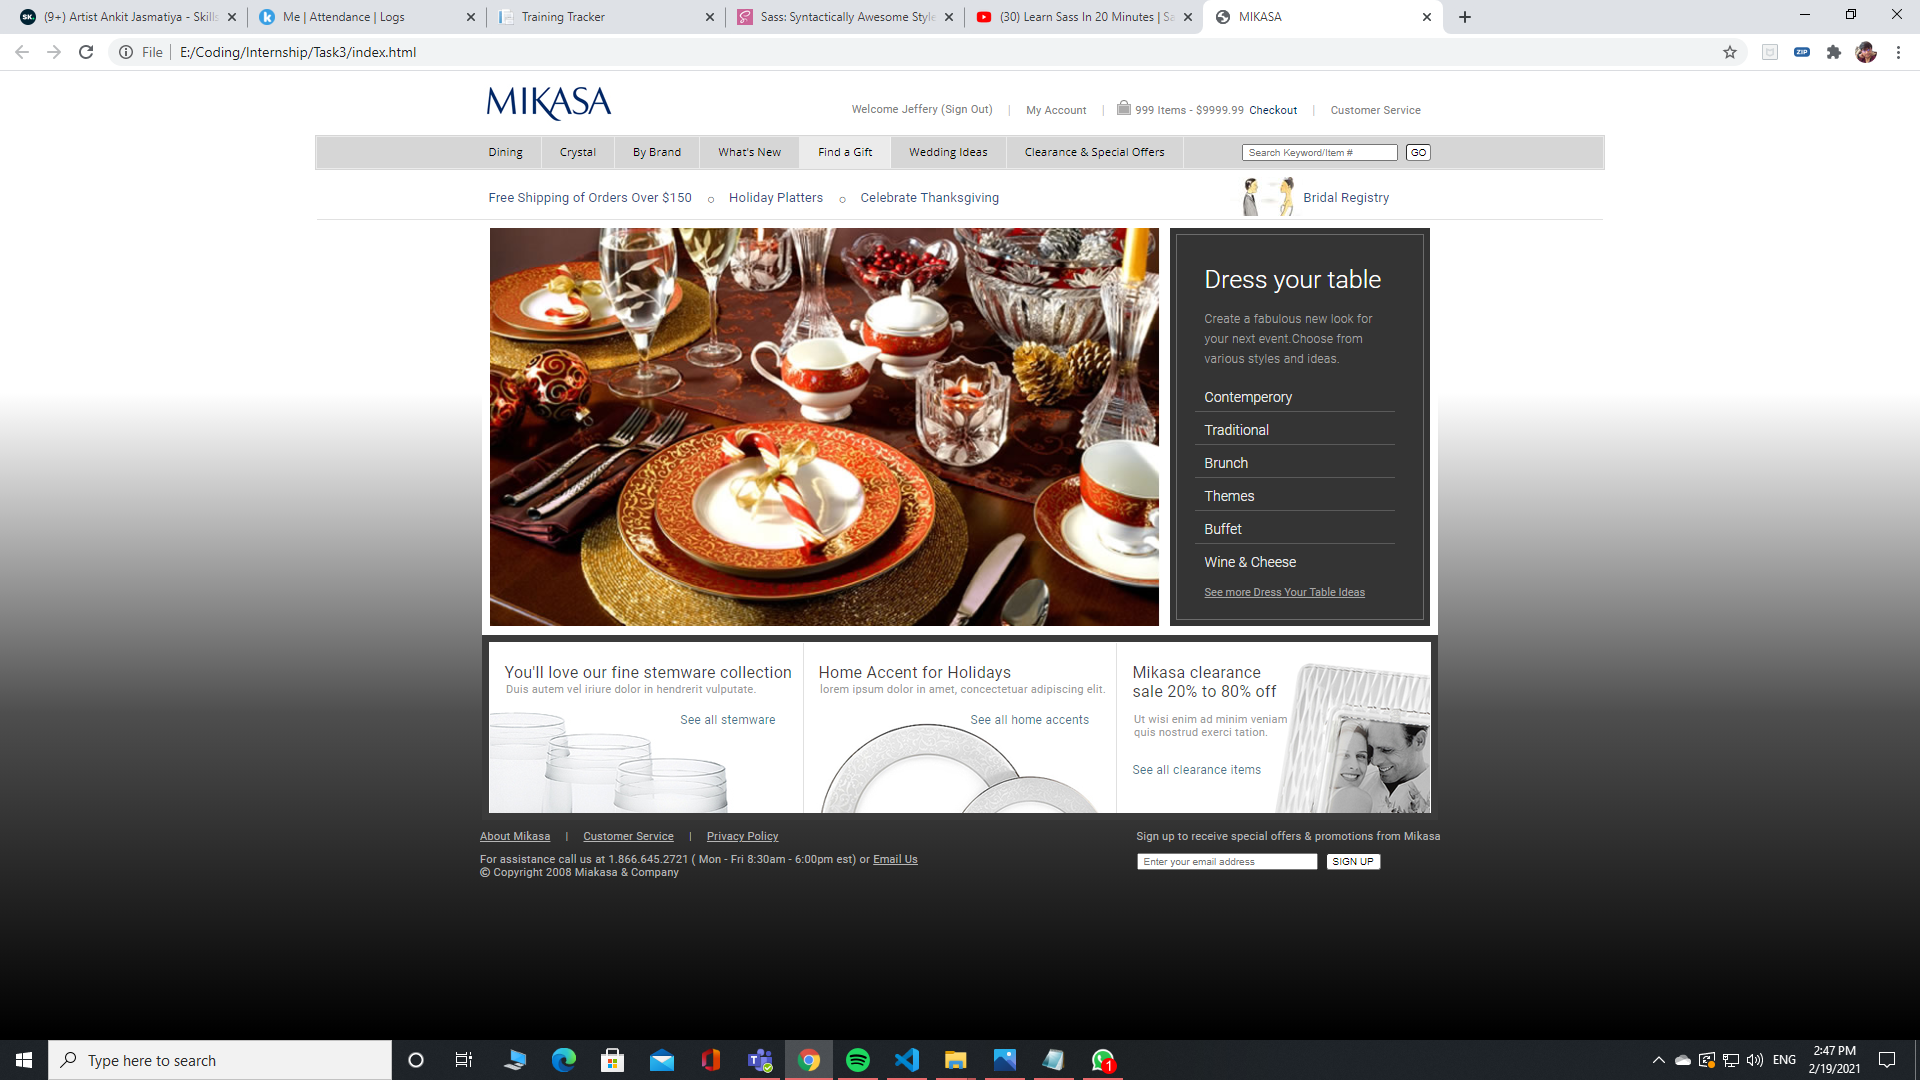 SK. (9+) Artist Ankit Jasmatiya - Skills
Me | Attendance | Logs
Training Tracker
Sass: Syntactically Awesome Style
(30) Learn Sass In 20 Minutes | Sa
MIKASA
File | E:/Coding/Internship/Task3/index.html
ZIP
MIKASA
Welcome Jeffery (Sign Out) | My Account | 999 Items - $9999.99 Checkout | Customer Service
Dining Crystal By Brand What's New Find a Gift Wedding Ideas Clearance & Special Offers Search Keyword/Item # GO
Free Shipping of Orders Over $150 ○ Holiday Platters ○ Celebrate Thanksgiving Bridal Registry
Dress your table
Create a fabulous new look for
your next event.Choose from
various styles and ideas.
Contemperory
Traditional
Brunch
Themes
Buffet
Wine & Cheese
See more Dress Your Table Ideas
You'll love our fine stemware collection
Duis autem vel iriure dolor in hendrerit vulputate.
See all stemware
Home Accent for Holidays
lorem ipsum dolor in amet, concectetuar adipiscing elit.
See all home accents
Mikasa clearance
sale 20% to 80% off
Ut wisi enim ad minim veniam
quis nostrud exerci tation.
See all clearance items
About Mikasa | Customer Service | Privacy Policy
For assistance call us at 1.866.645.2721 ( Mon - Fri 8:30am - 6:00pm est) or Email Us
© Copyright 2008 Miakasa & Company
Sign up to receive special offers & promotions from Mikasa
Enter your email address SIGN UP
Type here to search
1
ENG
2:47 PM
2/19/2021